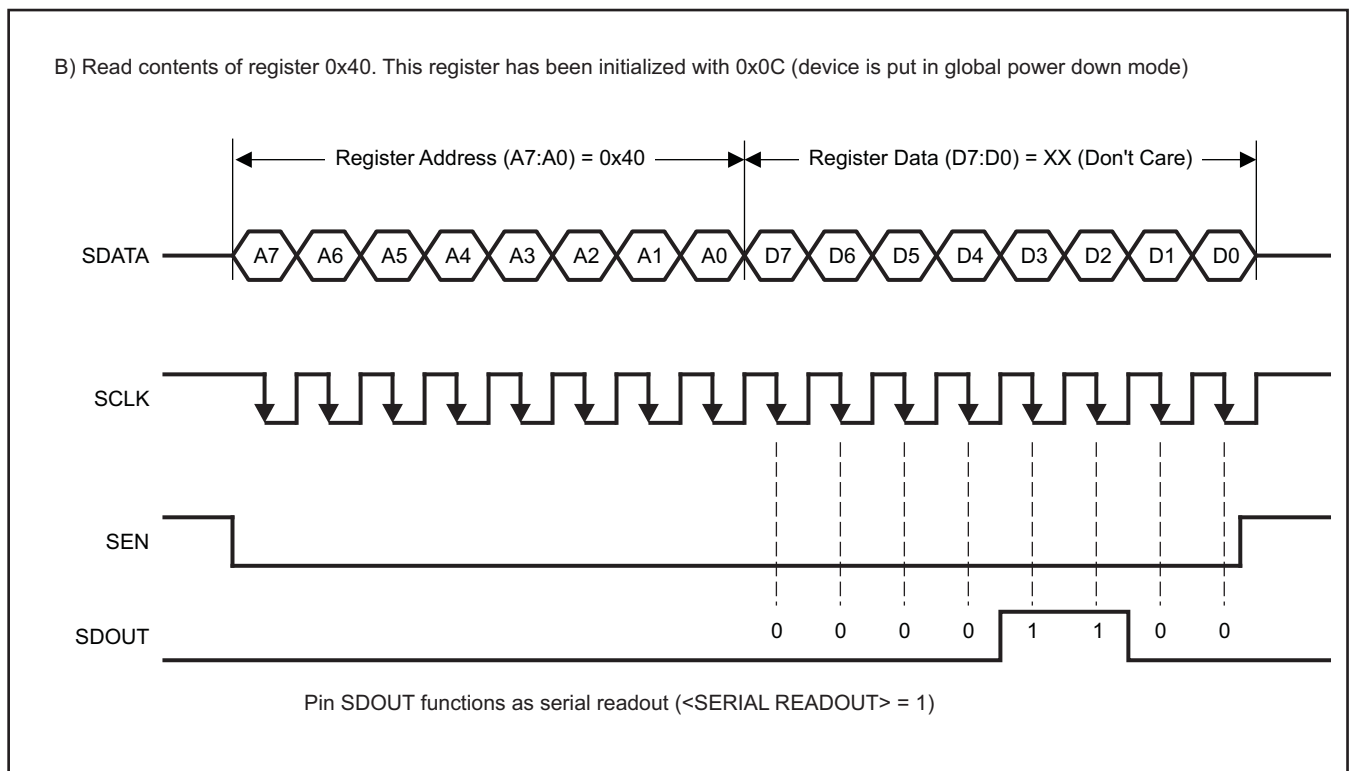 B) Read contents of register 0x40. This register has been initialized with 0x0C (device is put in global power down mode)
Register Address (A7:A0) = 0x40 Register Data (D7:D0) = XX (Don't Care)
SDATA A7 A6 A5 A4 A3 A2 A1 A0 D7 D6 D5 D4 D3 D2 D1 D0
SCLK
SEN
SDOUT 0 0 0 0 1 1 0 0
Pin SDOUT functions as serial readout (<SERIAL READOUT> = 1)